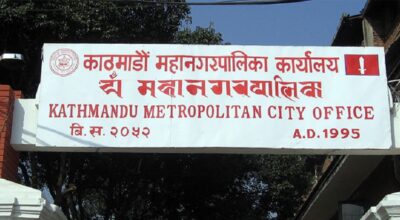 काठमाडौं महानगरपालिका कार्यालय
KATHMANDU METROPOLITAN CITY OFFICE
बि.स. २०५२ A.D. 1995